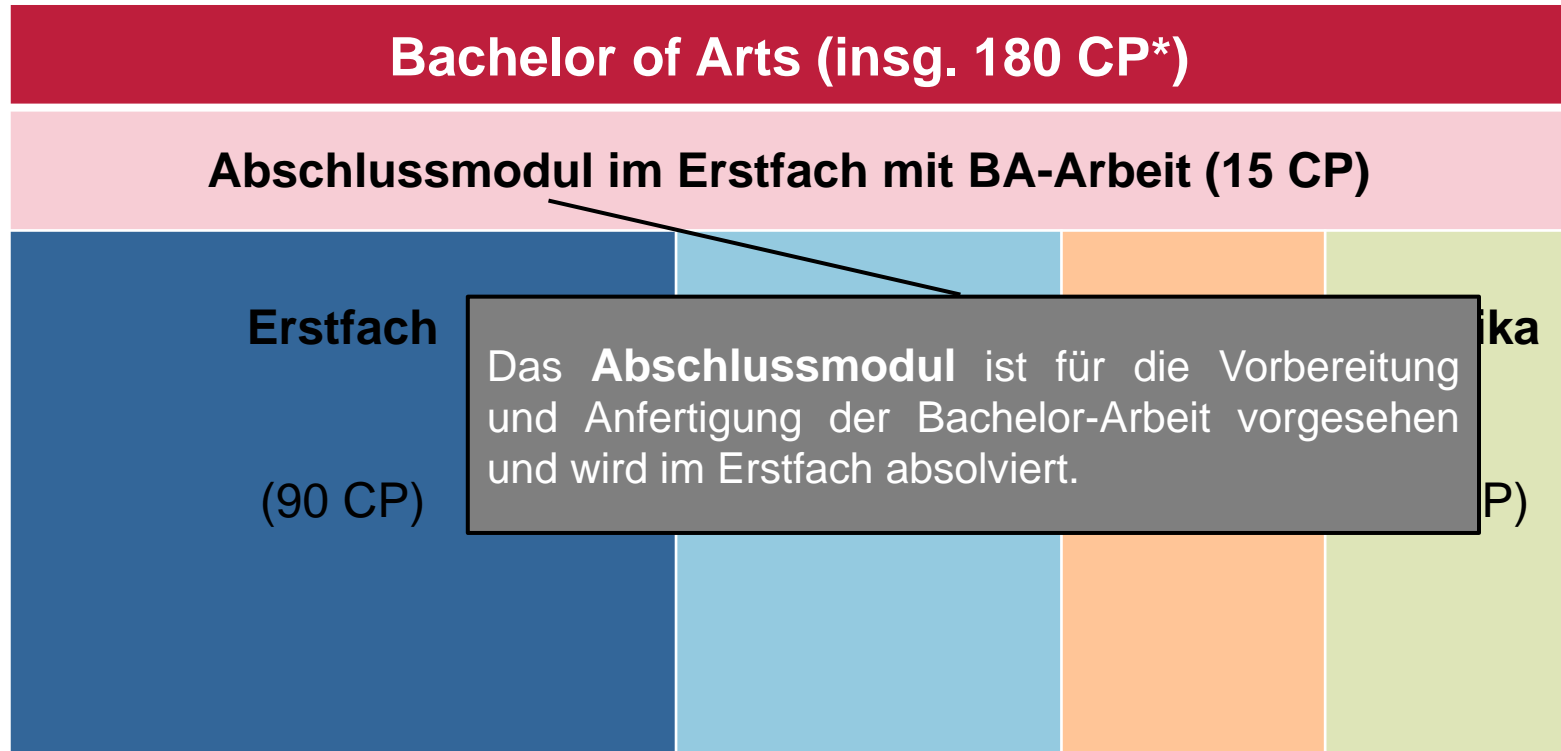 Bachelor of Arts (insg. 180 CP*)
Abschlussmodul im Erstfach mit BA-Arbeit (15 CP)
Erstfach
Das Abschlussmodul ist für die Vorbereitung
und Anfertigung der Bachelor-Arbeit vorgesehen
und wird im Erstfach absolviert.
(90 CP)